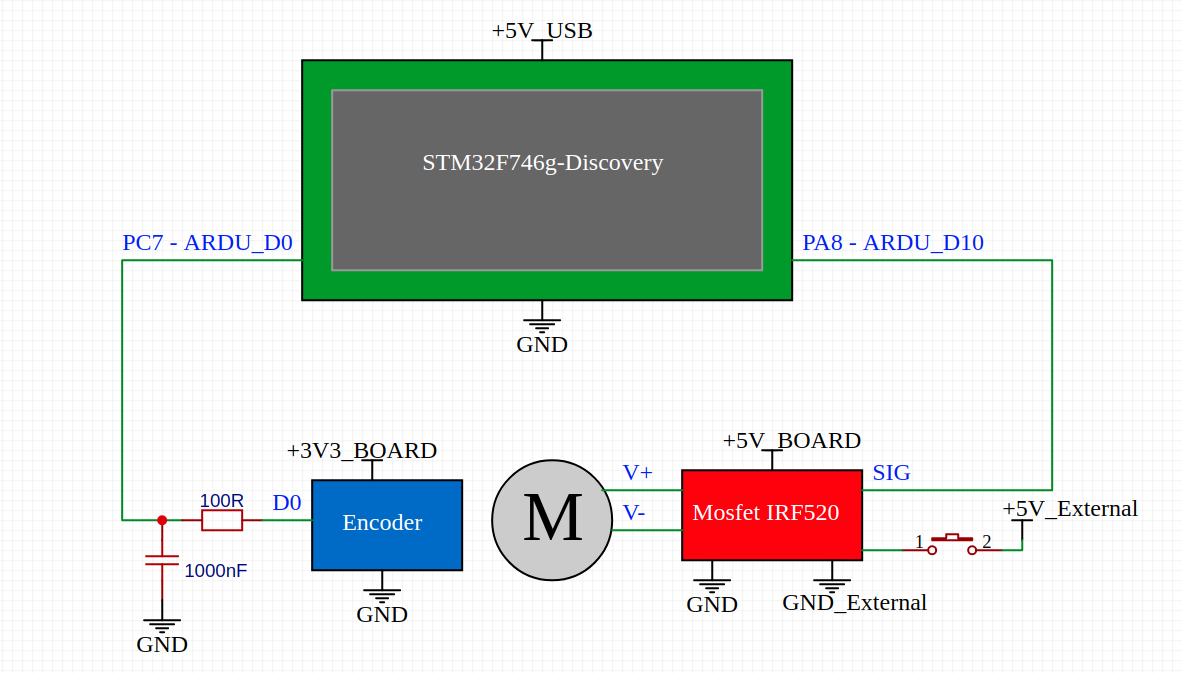 +5V_USB
STM32F746g-Discovery
PC7 - ARDU_D0
PA8 - ARDU_D10
GND
+3V3_BOARD
+5V_BOARD
V+
SIG
100R
D0
Encoder
M
V-
Mosfet IRF520
+5V_External
1
2
1000nF
GND
GND
GND_External
GND